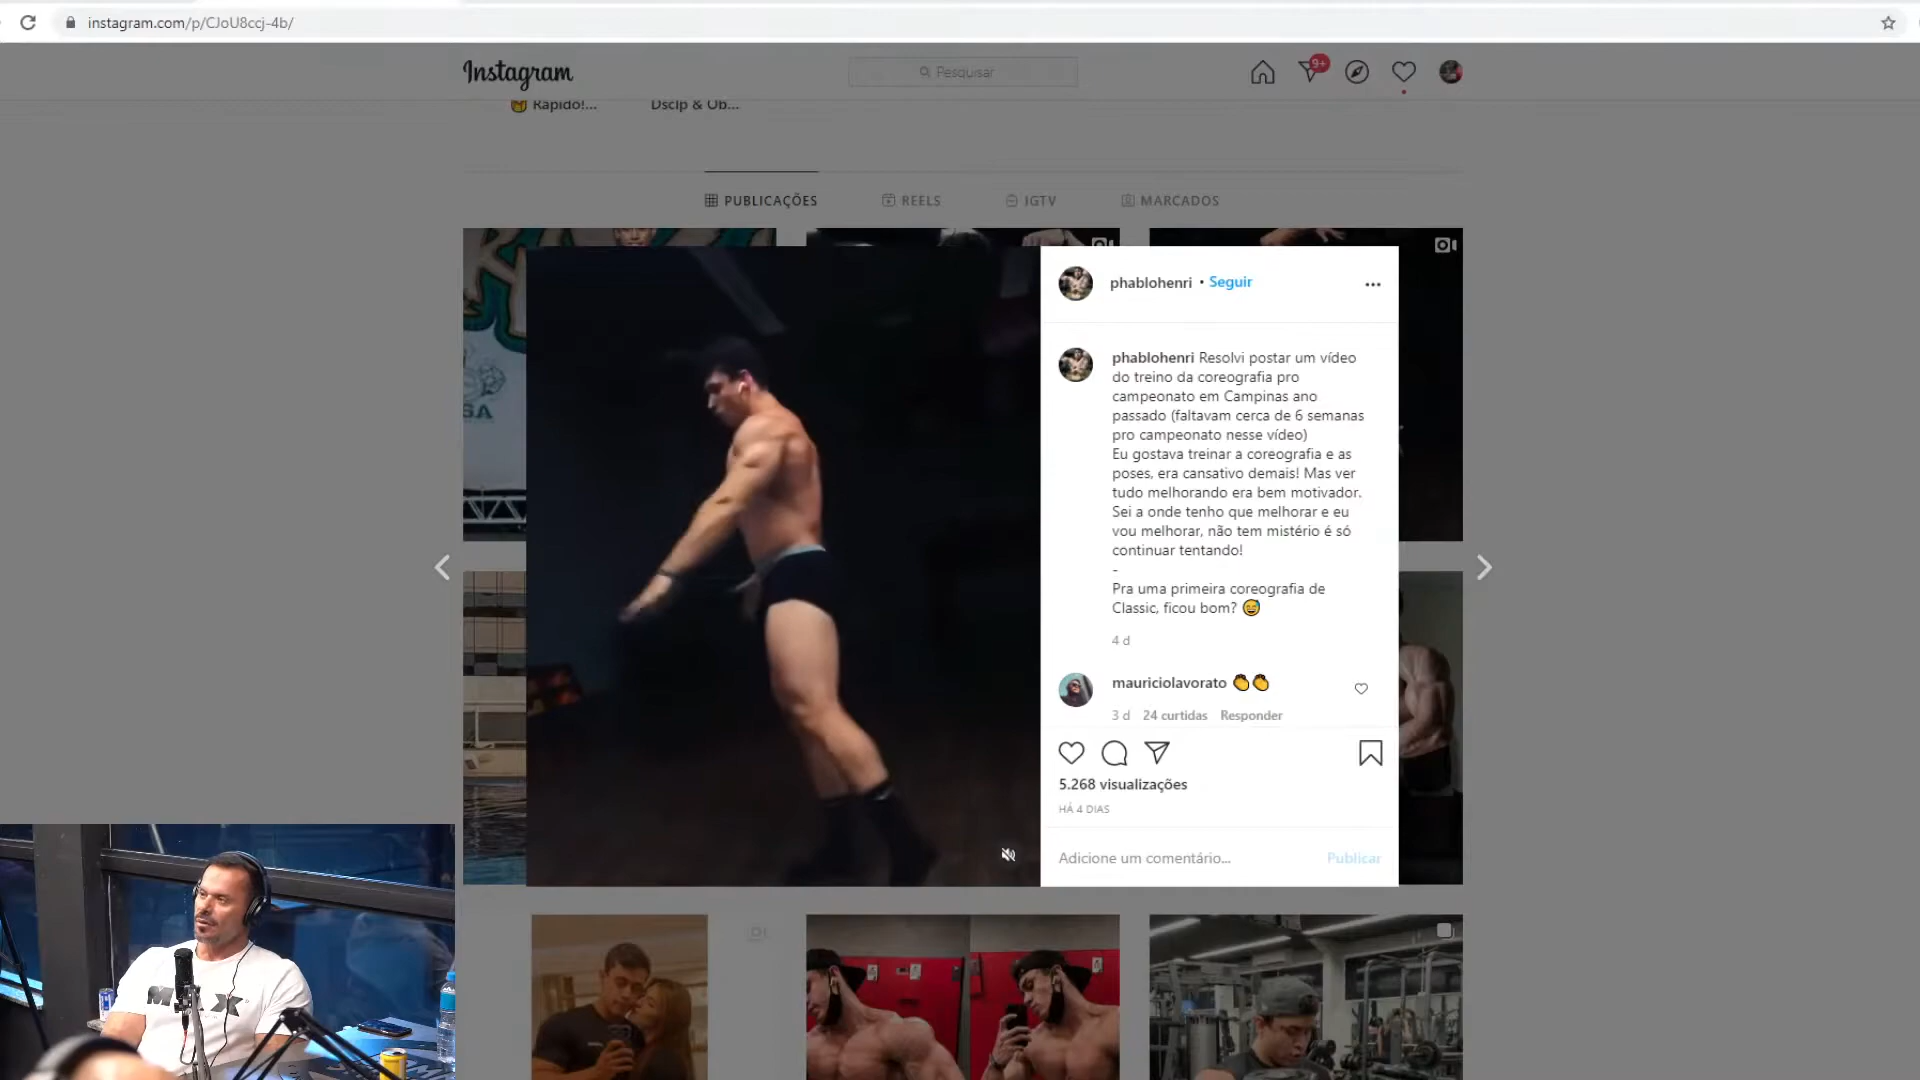 instagram.com/p/CJoU8ccj-4b/
Instagram
Pesquisar
9+
Rápido!...
Dsclp & Ob...
PUBLICAÇÕES
REELS
IGTV
MARCADOS
phablohenri • Seguir
phablohenri Resolvi postar um vídeo
do treino da coreografia pro
campeonato em Campinas ano
passado (faltavam cerca de 6 semanas
pro campeonato nesse vídeo)
Eu gostava treinar a coreografia e as
poses, era cansativo demais! Mas ver
tudo melhorando era bem motivador.
Sei a onde tenho que melhorar e eu
vou melhorar, não tem mistério é só
continuar tentando!
-
Pra uma primeira coreografia de
Classic, ficou bom? 😅
4 d
mauriciolavorato 👏👏
3 d 24 curtidas Responder
5.268 visualizações
HÁ 4 DIAS
Adicione um comentário...
Publicar
MAX